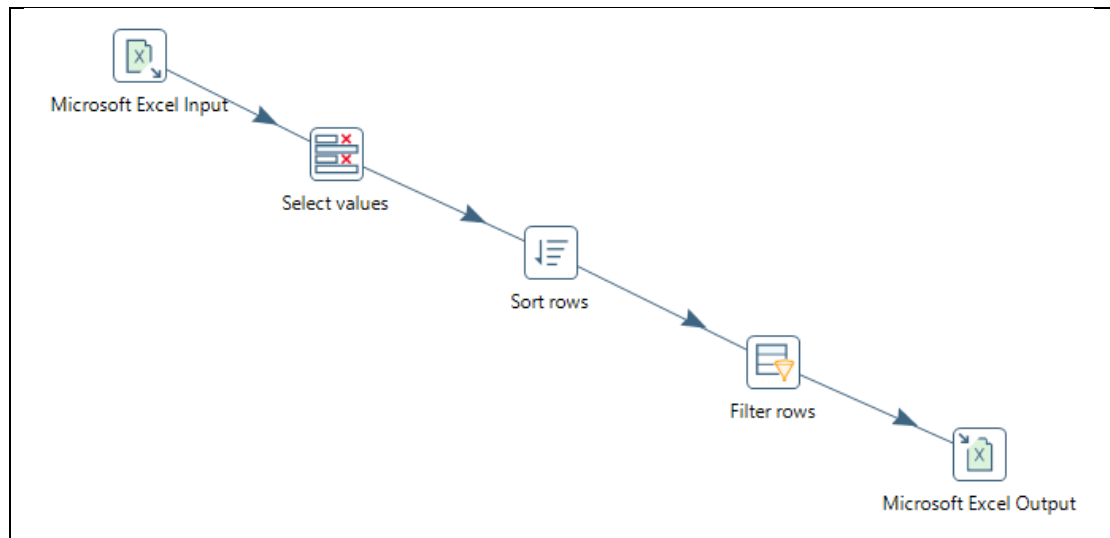 Microsoft Excel Input
Select values
Sort rows
Filter rows
Microsoft Excel Output